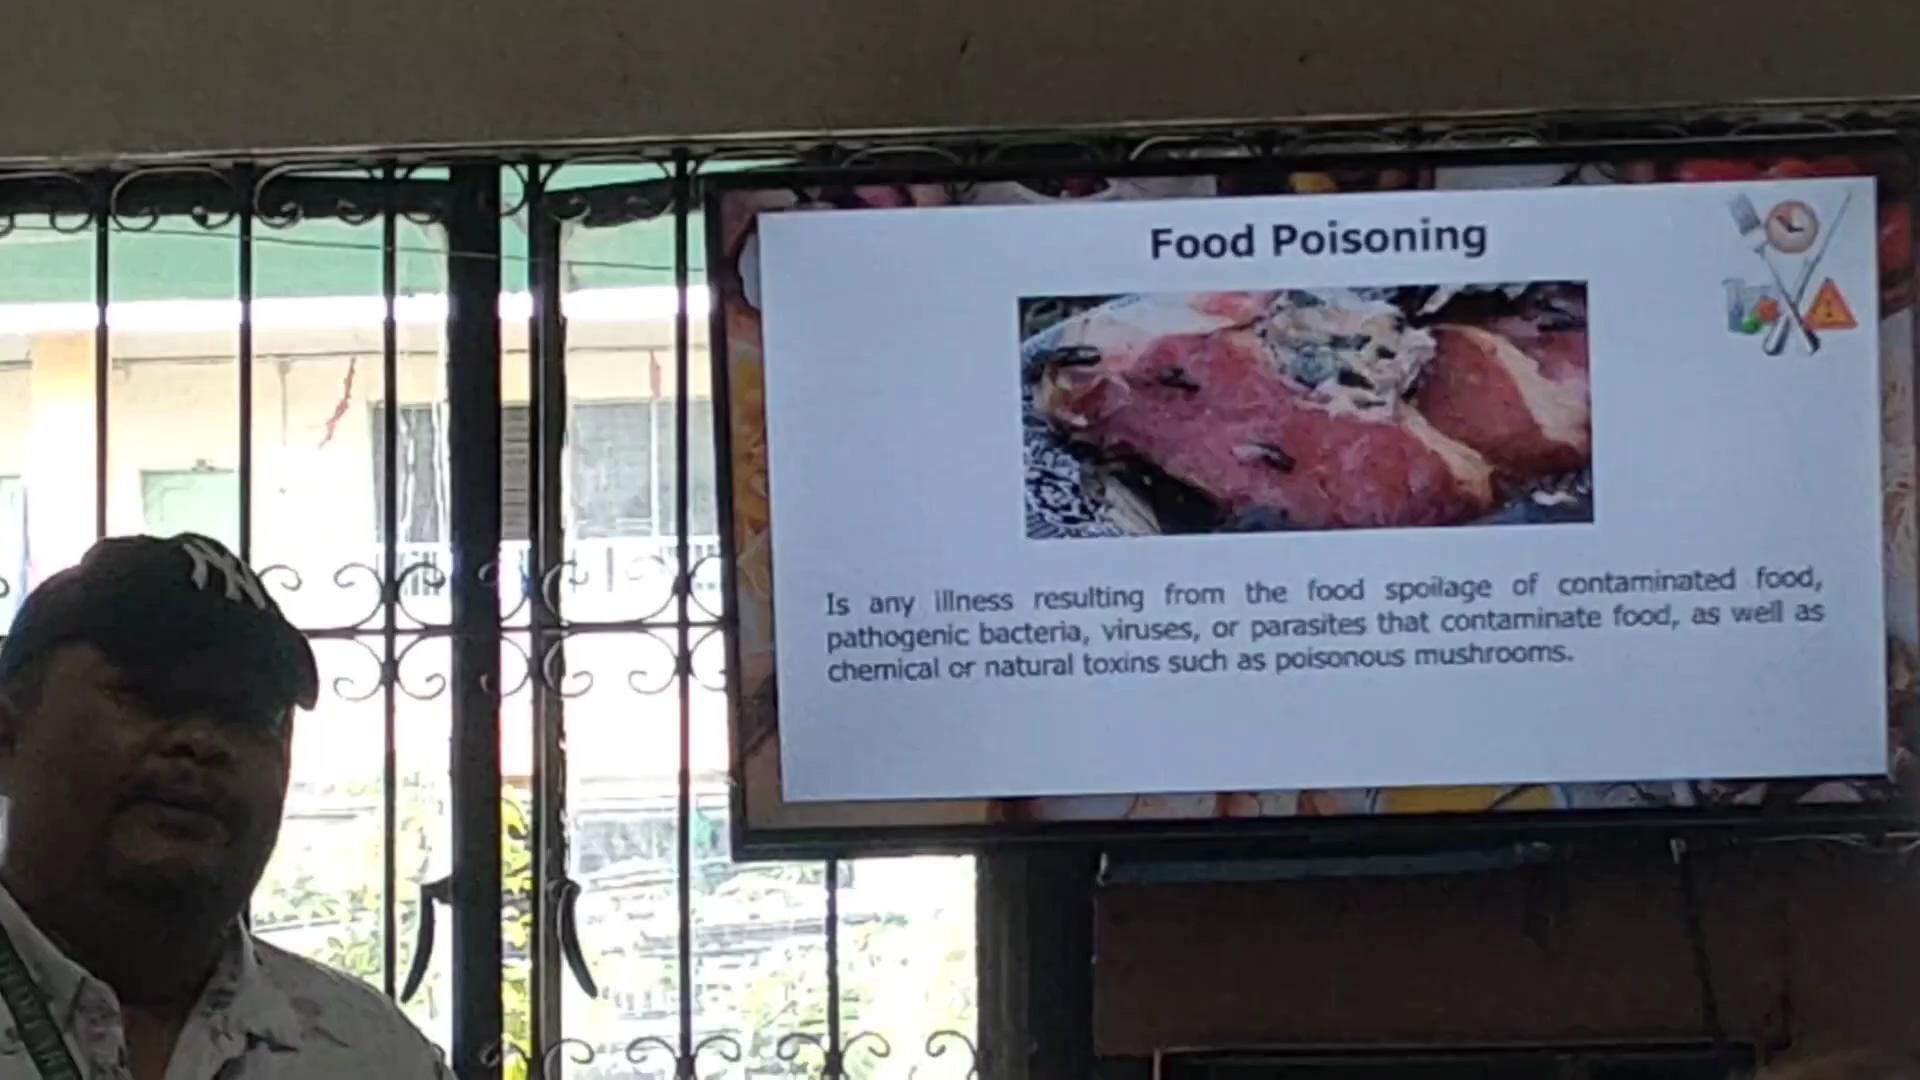 Food Poisoning
Is any illness resulting from the food spoilage of contaminated food,
pathogenic bacteria, viruses, or parasites that contaminate food, as well as
chemical or natural toxins such as poisonous mushrooms.
NY